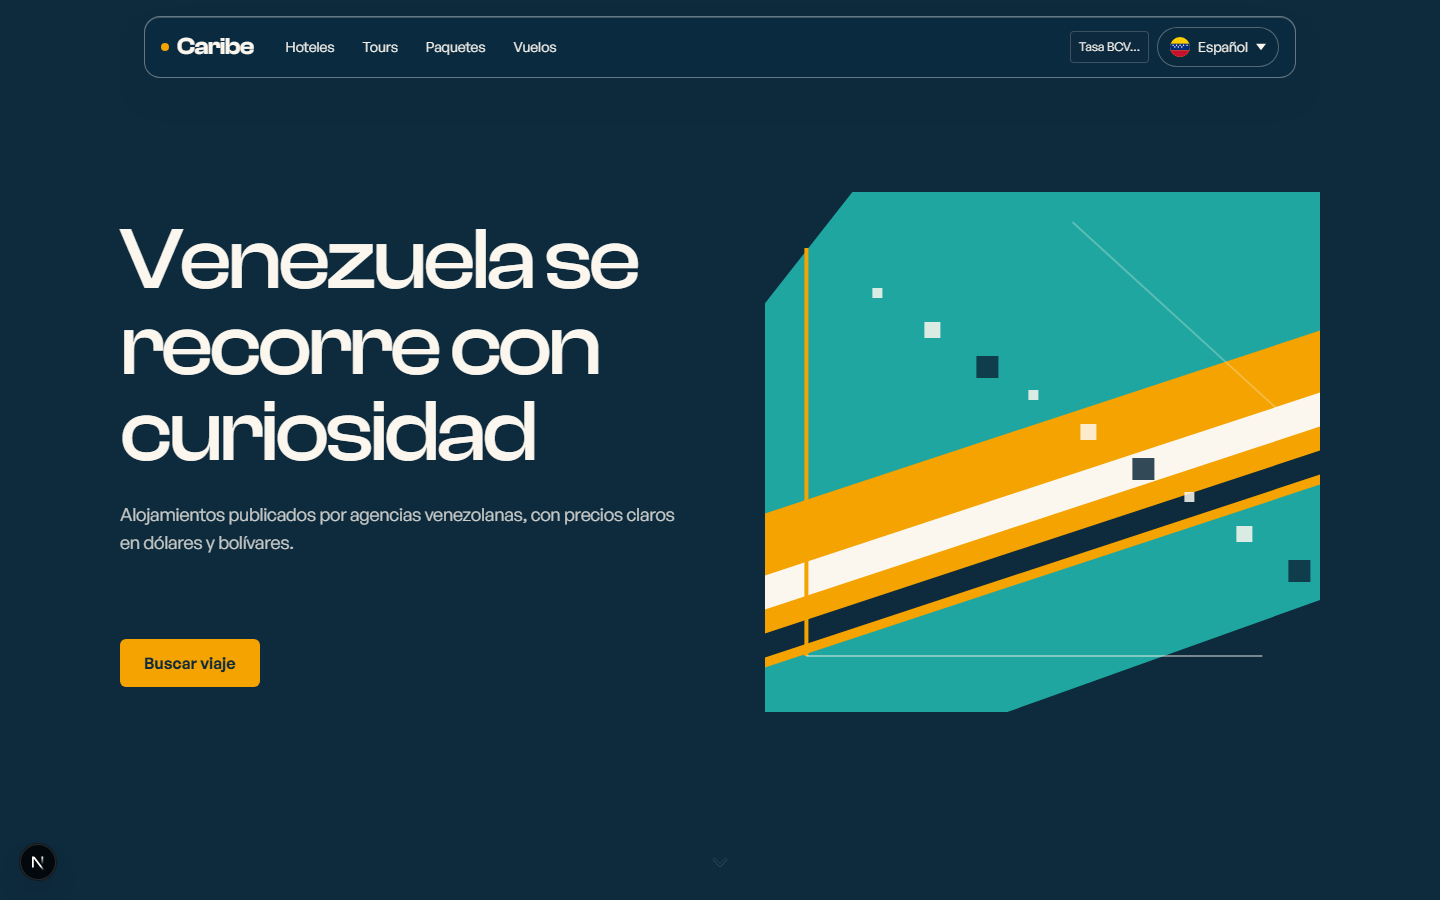 Caribe
Hoteles
Tours
Paquetes
Vuelos
Tasa BCV...
Español
Venezuela se
recorre con
curiosidad
Alojamientos publicados por agencias venezolanas, con precios claros
en dólares y bolívares.
Buscar viaje
N